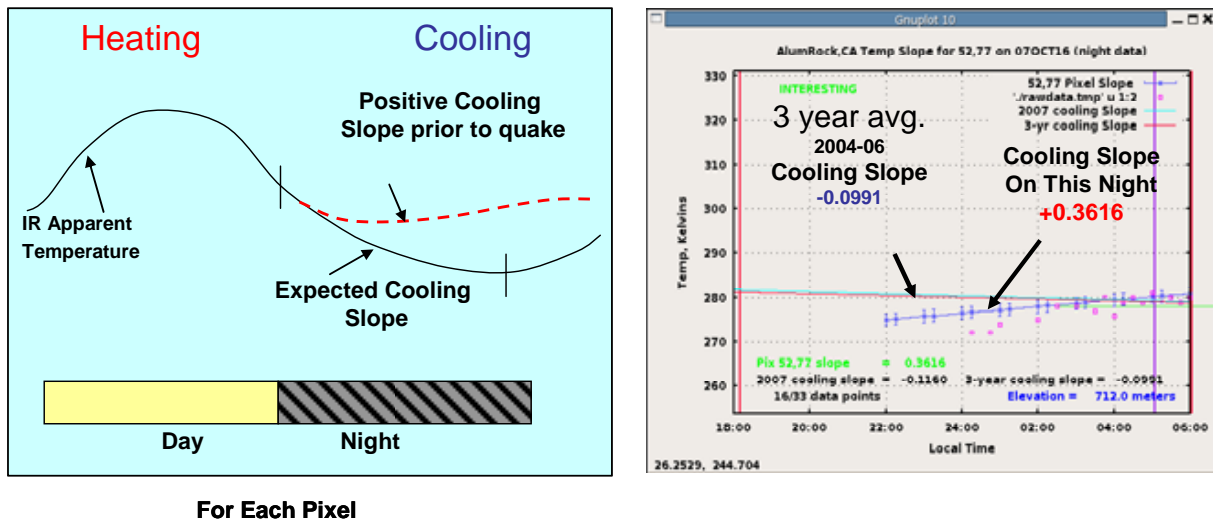 Heating
Cooling
Positive Cooling
Slope prior to quake
IR Apparent
Temperature
Expected Cooling
Slope
Day
Night
For Each Pixel
Gnuplot 10
AlumRock,CA Temp Slope for 52,77 on 07OCT16 (night data)
INTERESTING
52,77 Pixel Slope
'./rawdata.tmp' u 1:2
2007 cooling Slope
3-yr cooling Slope
3 year avg.
2004-06
Cooling Slope
-0.0991
Cooling Slope
On This Night
+0.3616
Temp, Kelvins
330
320
310
300
290
280
270
260
Pix 52,77 slope = 0.3616
2007 cooling slope = -0.1160 3-year cooling slope = -0.0991
16/33 data points
Elevation = 712.0 meters
18:00 20:00 22:00 24:00 02:00 04:00 06:00
Local Time
26.2529, 244.704